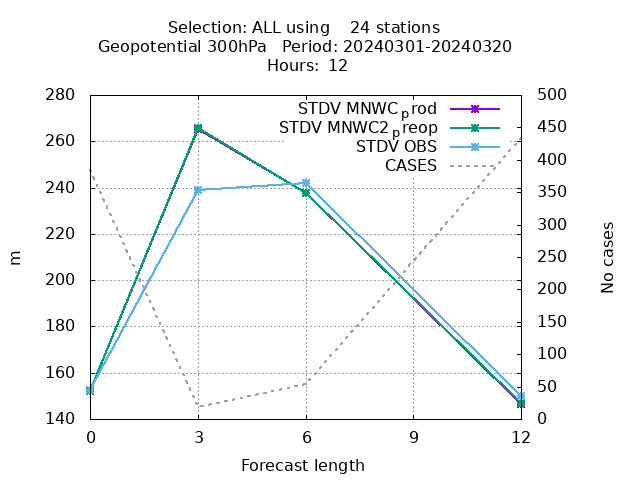 Selection: ALL using    24 stations
Geopotential 300hPa   Period: 20240301-20240320
Hours:  12
STDV MNWC_prod
STDV MNWC2_preop
STDV OBS
CASES
280
260
240
220
200
180
160
140
m
500
450
400
350
300
250
200
150
100
50
0
No cases
0 3 6 9 12
Forecast length